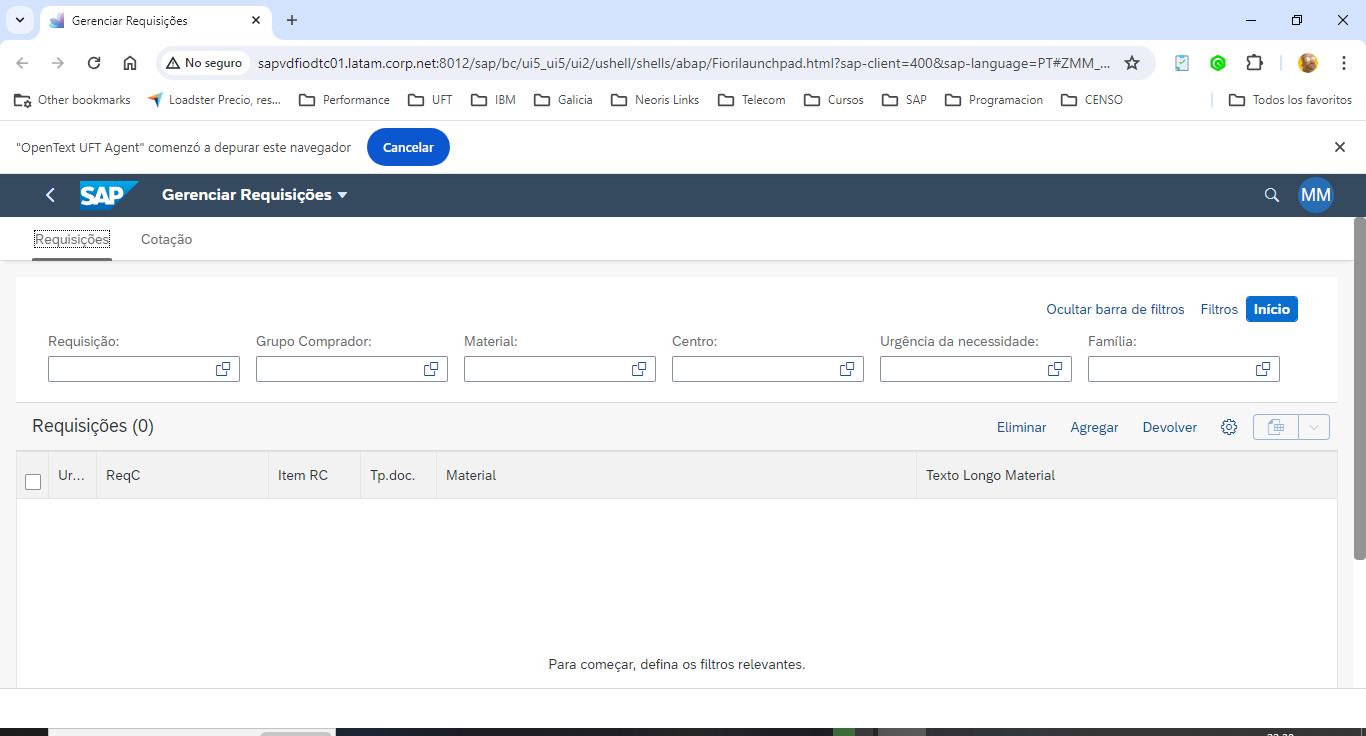 Gerenciar Requisições
No seguro sapvdfiodtc01.latam.corp.net:8012/sap/bc/ui5_ui5/ui2/ushell/shells/abap/Fiorilaunchpad.html?sap-client=400&sap-language=PT#ZMM_...
Other bookmarks Loadster Precio, res... Performance UFT IBM Galicia Neoris Links Telecom Cursos SAP Programacion CENSO Todos los favoritos
"OpenText UFT Agent" comenzó a depurar este navegador Cancelar
SAP Gerenciar Requisições MM
Requisições Cotação
Ocultar barra de filtros Filtros Início
Requisição: Grupo Comprador: Material: Centro: Urgência da necessidade: Família:
Requisições (0) Eliminar Agregar Devolver
Ur... ReqC Item RC Tp.doc. Material Texto Longo Material
Para começar, defina os filtros relevantes.